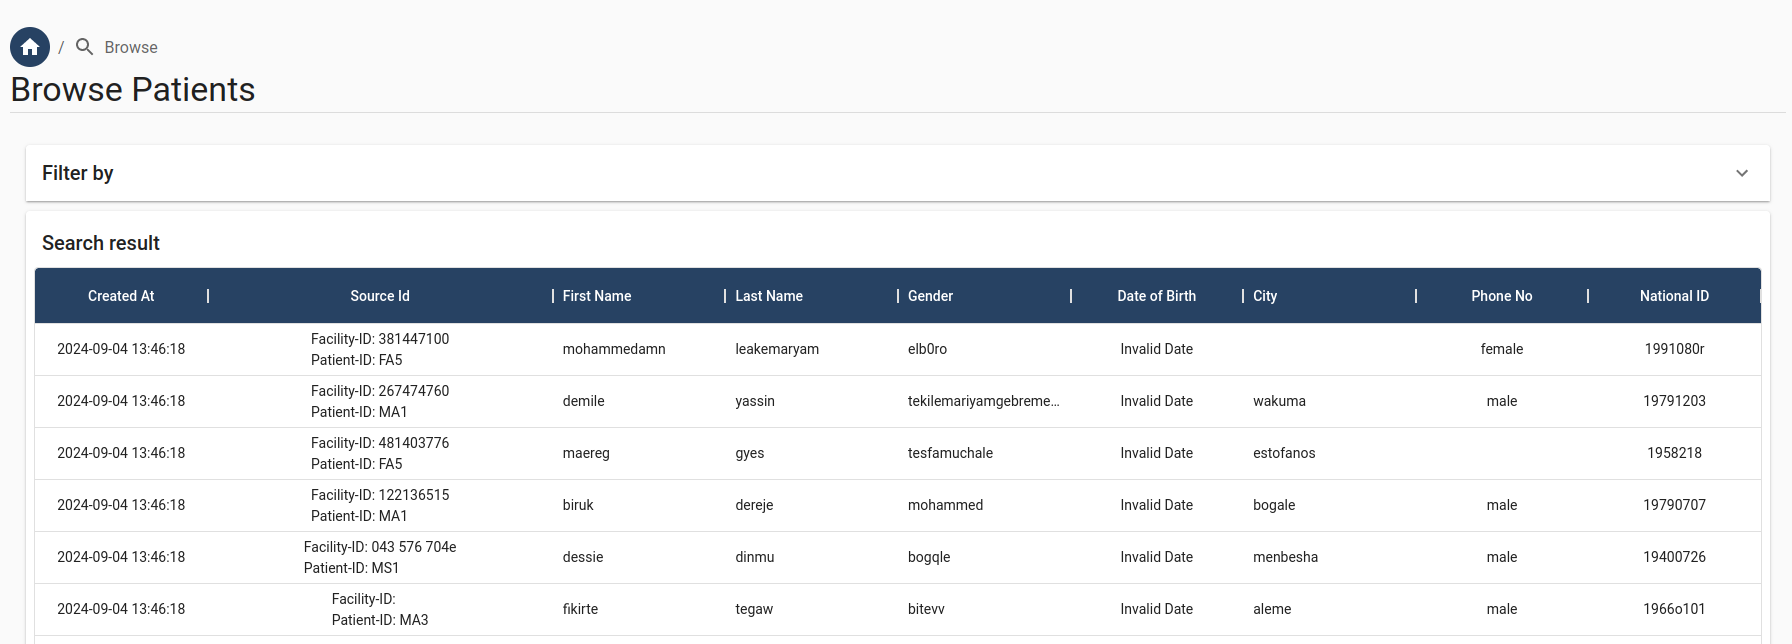 / Browse
Browse Patients
Filter by
Search result
Created At | Source Id | First Name | Last Name | Gender | Date of Birth | City | Phone No | National ID |
2024-09-04 13:46:18 Facility-ID: 381447100 mohammedamn leakemaryam elb0ro Invalid Date female 1991080r
Patient-ID: FA5
2024-09-04 13:46:18 Facility-ID: 267474760 demile yassin tekilemariyamgebreme... Invalid Date wakuma male 19791203
Patient-ID: MA1
2024-09-04 13:46:18 Facility-ID: 481403776 maereg gyes tesfamuchale Invalid Date estofanos 1958218
Patient-ID: FA5
2024-09-04 13:46:18 Facility-ID: 122136515 biruk dereje mohammed Invalid Date bogale male 19790707
Patient-ID: MA1
2024-09-04 13:46:18 Facility-ID: 043 576 704e dessie dinmu bogqle Invalid Date menbesha male 19400726
Patient-ID: MS1
2024-09-04 13:46:18 Facility-ID: fikirte tegaw bitevv Invalid Date aleme male 1966o101
Patient-ID: MA3